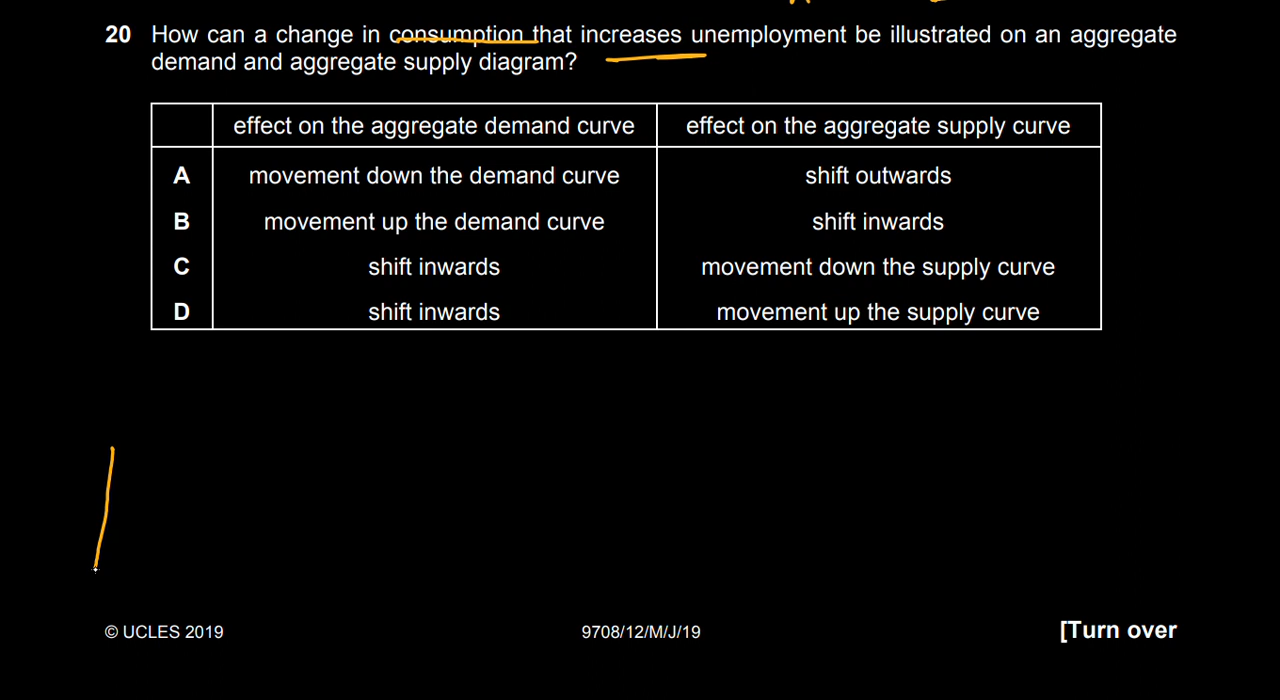 20 How can a change in consumption that increases unemployment be illustrated on an aggregate
demand and aggregate supply diagram?
effect on the aggregate demand curve effect on the aggregate supply curve
A movement down the demand curve shift outwards
B movement up the demand curve shift inwards
C shift inwards movement down the supply curve
D shift inwards movement up the supply curve
© UCLES 2019 9708/12/M/J/19 [Turn over